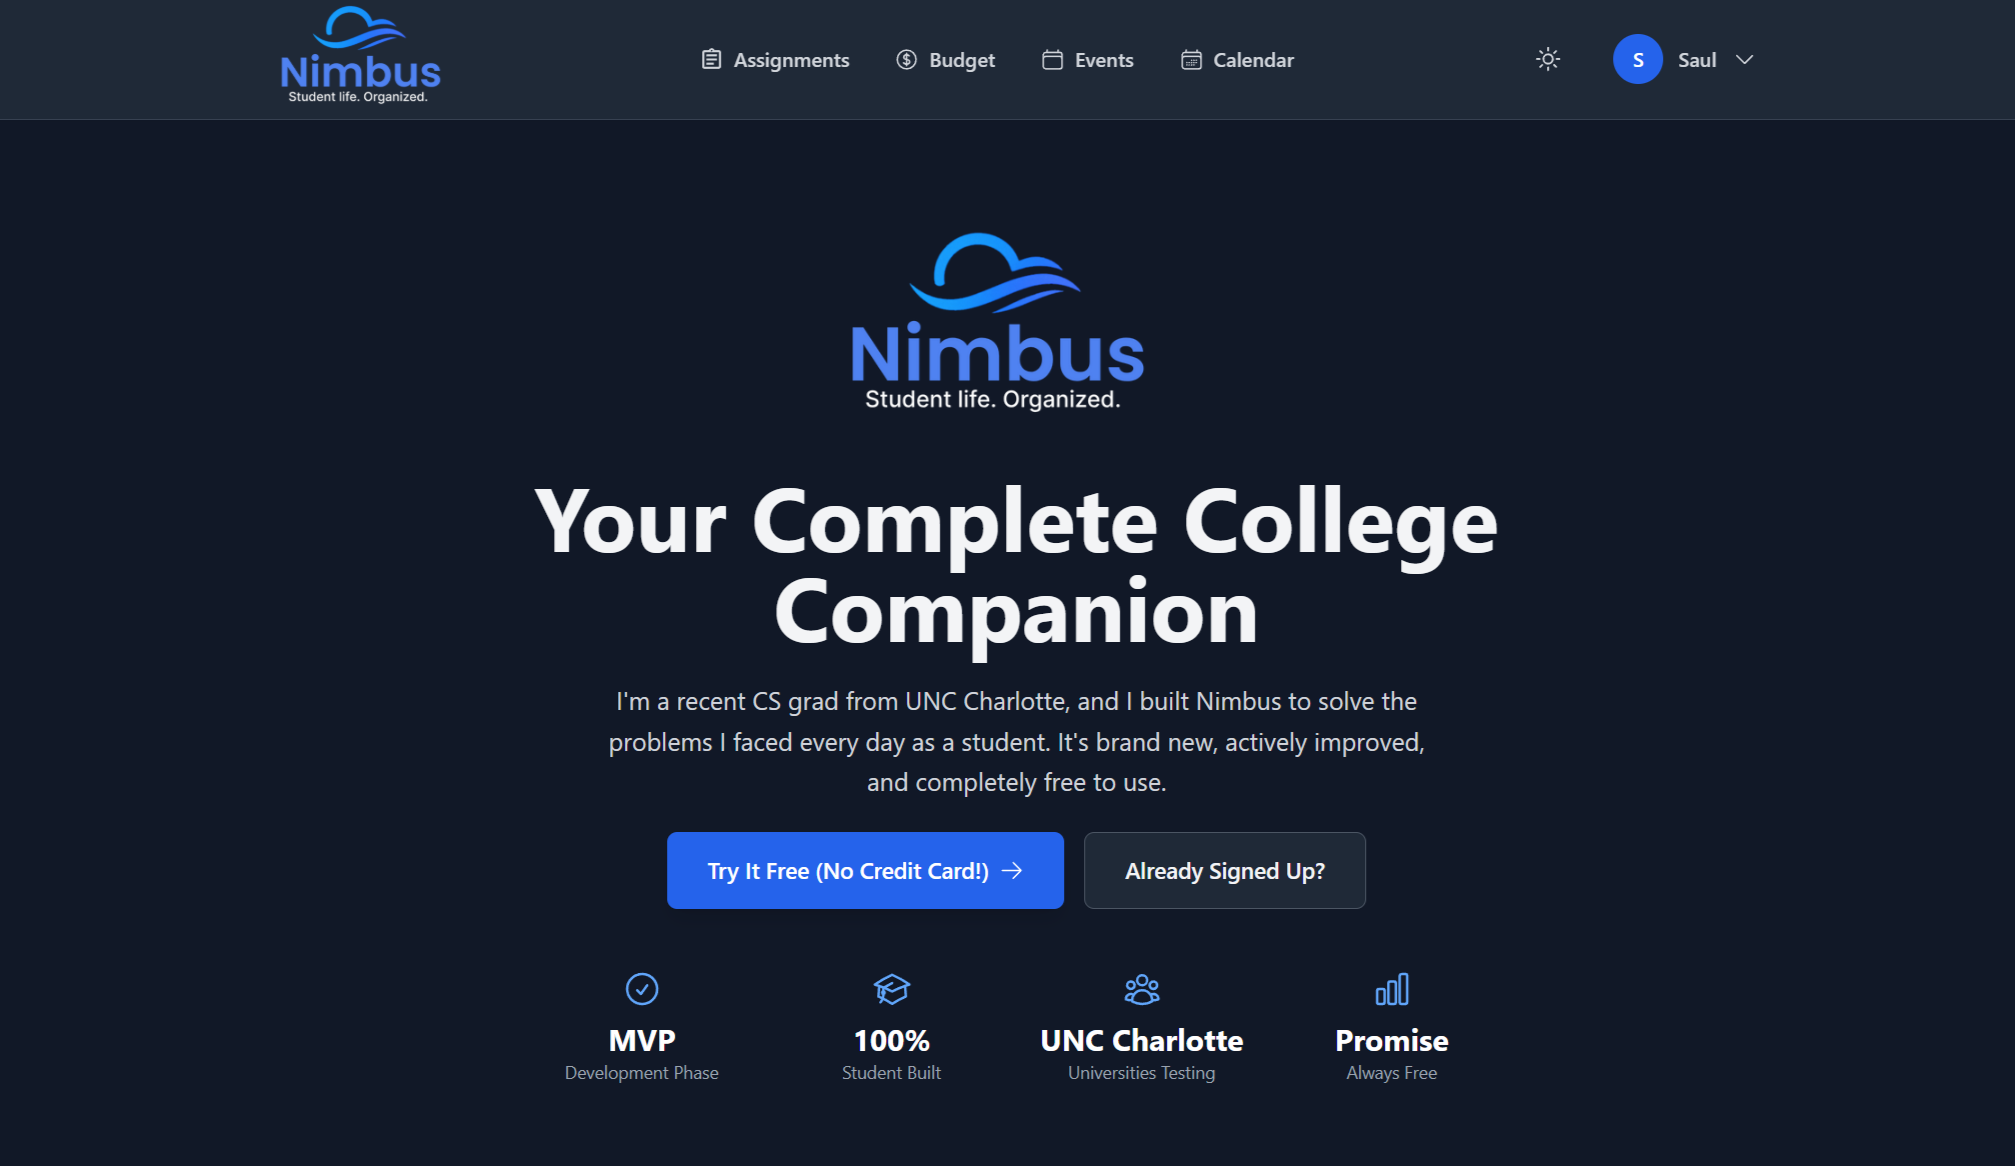 Nimbus
Student life. Organized.
Assignments
Budget
Events
Calendar
S
Saul
Nimbus
Student life. Organized.
Your Complete College
Companion
I'm a recent CS grad from UNC Charlotte, and I built Nimbus to solve the
problems I faced every day as a student. It's brand new, actively improved,
and completely free to use.
Try It Free (No Credit Card!) →
Already Signed Up?
MVP
Development Phase
100%
Student Built
UNC Charlotte
Universities Testing
Promise
Always Free